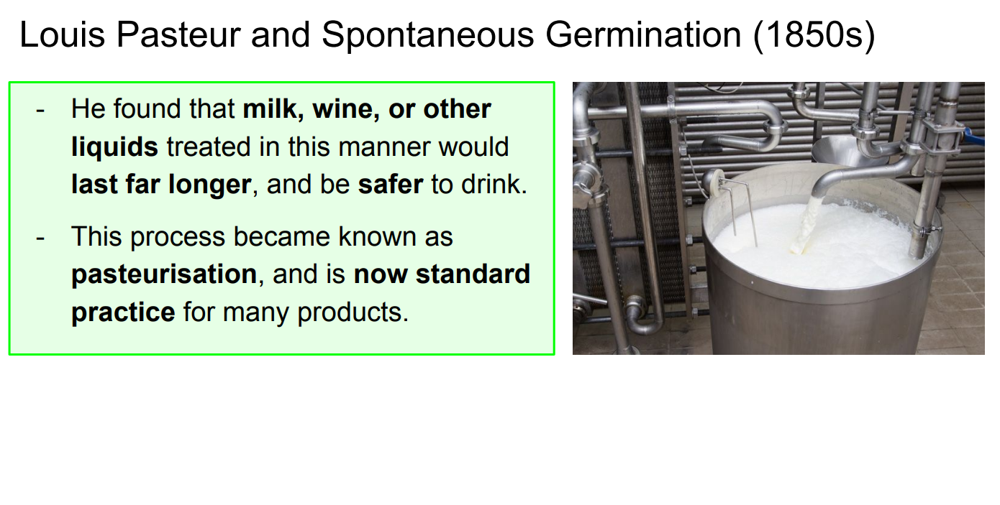 Louis Pasteur and Spontaneous Germination (1850s)
- He found that milk, wine, or other
liquids treated in this manner would
last far longer, and be safer to drink.
- This process became known as
pasteurisation, and is now standard
practice for many products.